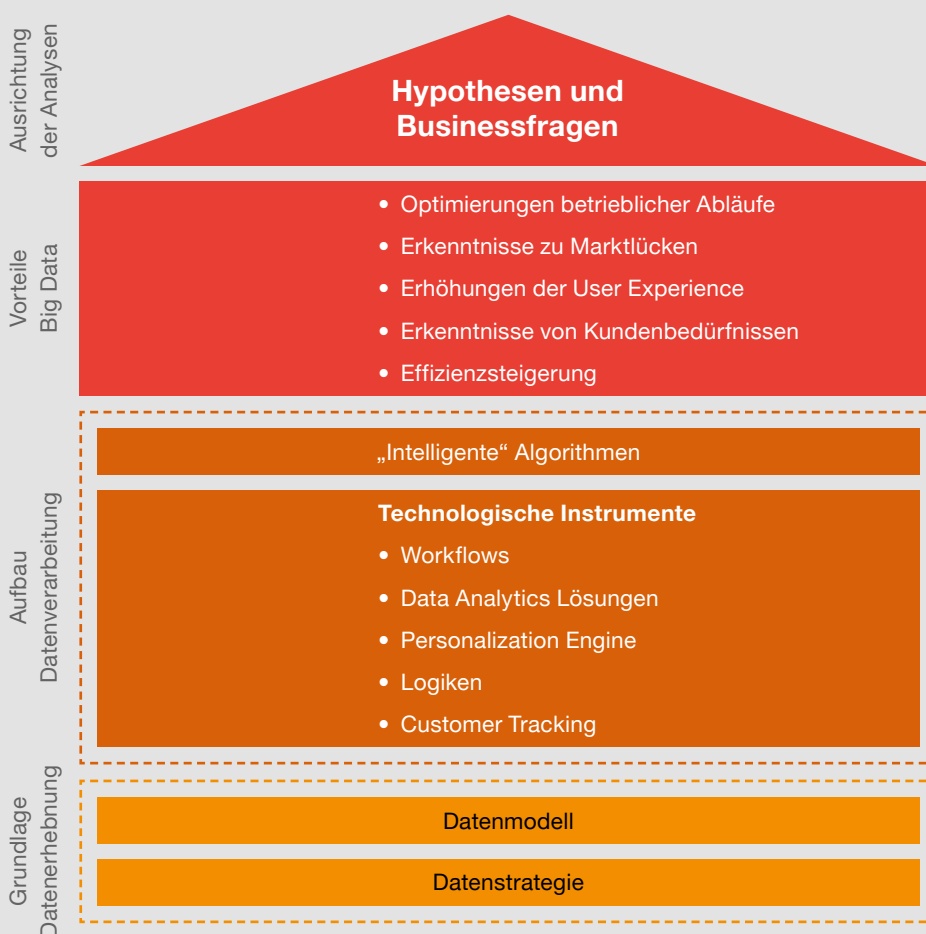 Ausrichtung
der Analysen
Hypothesen und
Businessfragen
Vorteile
Big Data
• Optimierungen betrieblicher Abläufe
• Erkenntnisse zu Marktlücken
• Erhöhungen der User Experience
• Erkenntnisse von Kundenbedürfnissen
• Effizienzsteigerung
Aufbau
Datenverarbeitung
„Intelligente“ Algorithmen
Technologische Instrumente
• Workflows
• Data Analytics Lösungen
• Personalization Engine
• Logiken
• Customer Tracking
Grundlage
Datenerhebnung
Datenmodell
Datenstrategie